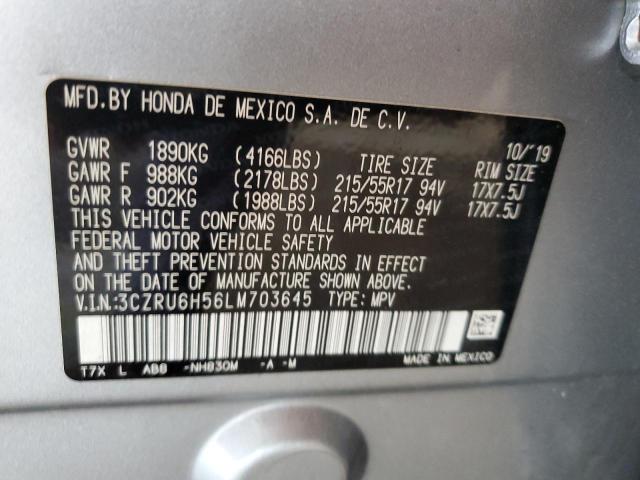 MFD.BY HONDA DE MEXICO S.A. DE C.V.
10/'19
GVWR 1890KG (4166LBS) TIRE SIZE RIM SIZE
GAWR F 988KG (2178LBS) 215/55R17 94V 17X7.5J
GAWR R 902KG (1988LBS) 215/55R17 94V 17X7.5J
THIS VEHICLE CONFORMS TO ALL APPLICABLE
FEDERAL MOTOR VEHICLE SAFETY
AND THEFT PREVENTION STANDARDS IN EFFECT
ON THE DATE OF MANUFACTURE SHOWN ABOVE.
V.I.N.:3CZRU6H56LM703645 TYPE: MPV
MADE IN MEXICO
T7X L AB0 -NH830M -A -M